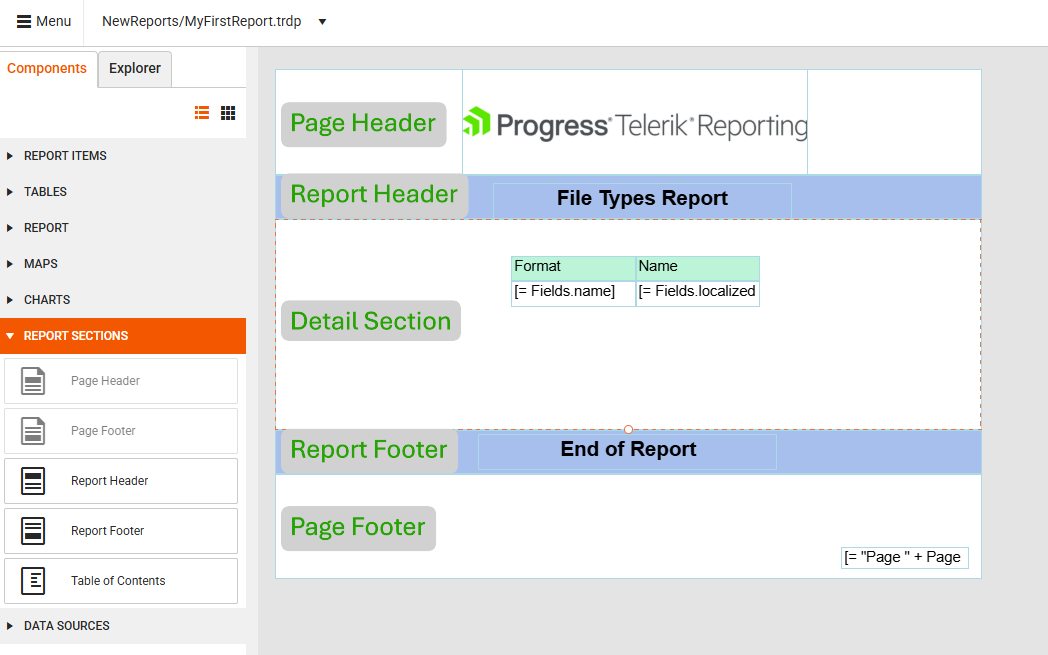 Menu NewReports/MyFirstReport.trdp
Components Explorer
REPORT ITEMS
TABLES
REPORT
MAPS
CHARTS
REPORT SECTIONS
Page Header
Page Footer
Report Header
Report Footer
Table of Contents
DATA SOURCES
Page Header Progress Telerik Reporting
Report Header File Types Report
Format Name
[= Fields.name] [= Fields.localized
Detail Section
Report Footer End of Report
Page Footer
[= "Page " + Page